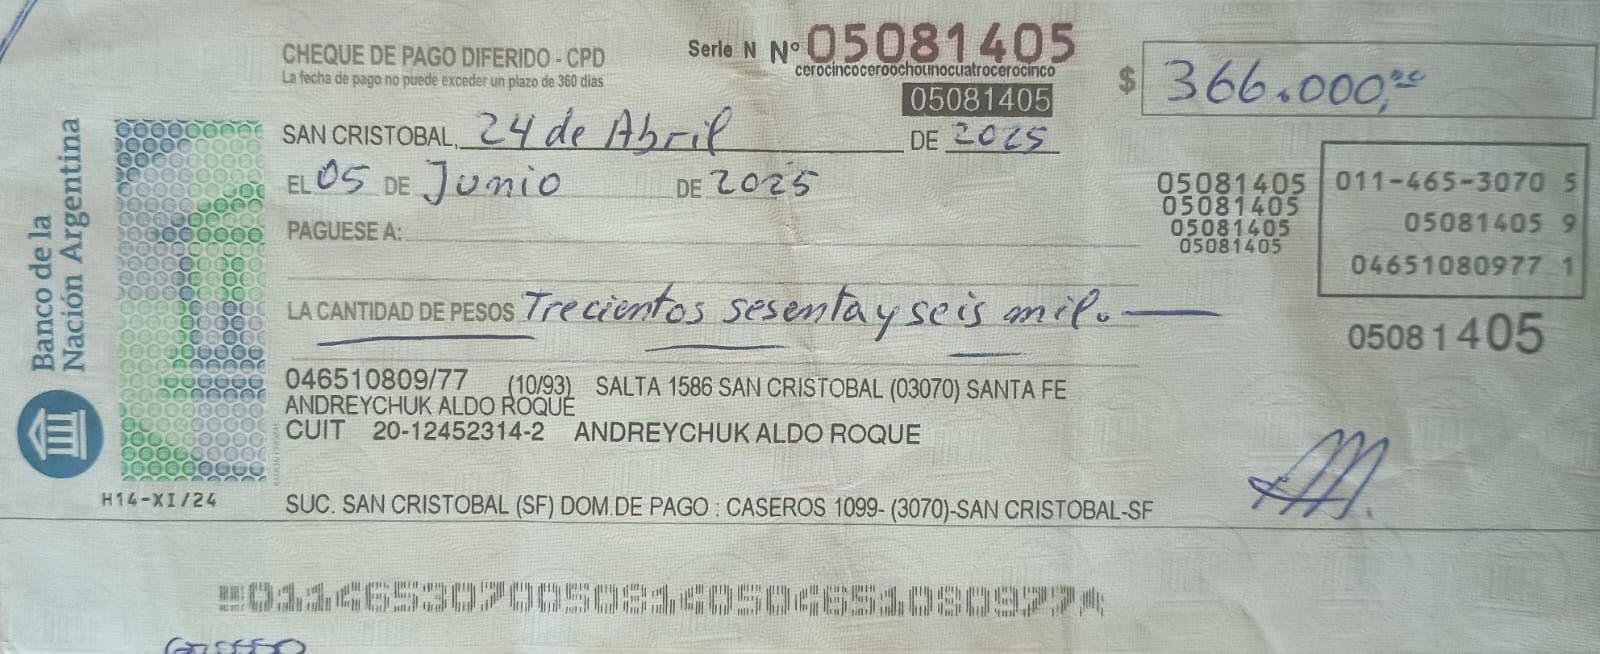 CHEQUE DE PAGO DIFERIDO - CPD
La fecha de pago no puede exceder un plazo de 360 días
Serie N Nº 05081405
cerocincoceroochounocuatrocerocinco
05081405
$ 366.000,ºº
SAN CRISTOBAL, 24 de Abril DE 2025
EL 05 DE Junio DE 2025
PAGUESE A:
05081405
05081405
05081405
05081405
011-465-3070 5
05081405 9
04651080977 1
LA CANTIDAD DE PESOS Trecientos sesenta y seis mil.
05081405
046510809/77 (10/93) SALTA 1586 SAN CRISTOBAL (03070) SANTA FE
ANDREYCHUK ALDO ROQUE
CUIT 20-12452314-2 ANDREYCHUK ALDO ROQUE
Banco de la
Nación Argentina
H14-XI/24
SUC. SAN CRISTOBAL (SF) DOM.DE PAGO : CASEROS 1099- (3070)-SAN CRISTOBAL-SF
01146530700508140504651080977